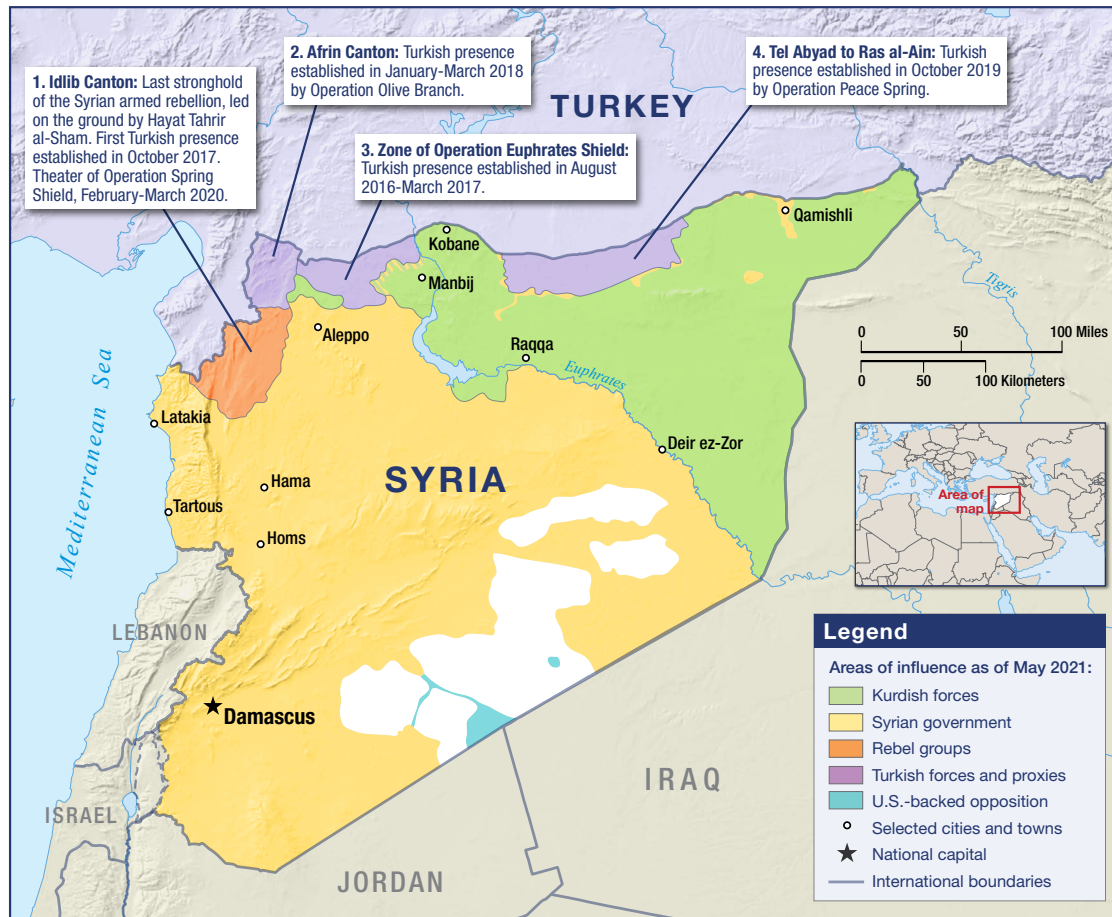 1. Idlib Canton: Last stronghold
of the Syrian armed rebellion, led
on the ground by Hayat Tahrir
al-Sham. First Turkish presence
established in October 2017.
Theater of Operation Spring
Shield, February-March 2020.
2. Afrin Canton: Turkish presence
established in January-March 2018
by Operation Olive Branch.
3. Zone of Operation Euphrates Shield:
Turkish presence established in August
2016-March 2017.
4. Tel Abyad to Ras al-Ain: Turkish
presence established in October 2019
by Operation Peace Spring.
TURKEY
Qamishli
Kobane
Manbij
Tigris
Aleppo
Raqqa
Euphrates
0 50 100 Miles
0 50 100 Kilometers
Mediterranean Sea
Latakia
Deir ez-Zor
SYRIA
Hama
Tartous
Homs
Area of
map
LEBANON
Damascus
ISRAEL
IRAQ
JORDAN
Legend
Areas of influence as of May 2021:
Kurdish forces
Syrian government
Rebel groups
Turkish forces and proxies
U.S.-backed opposition
Selected cities and towns
National capital
International boundaries